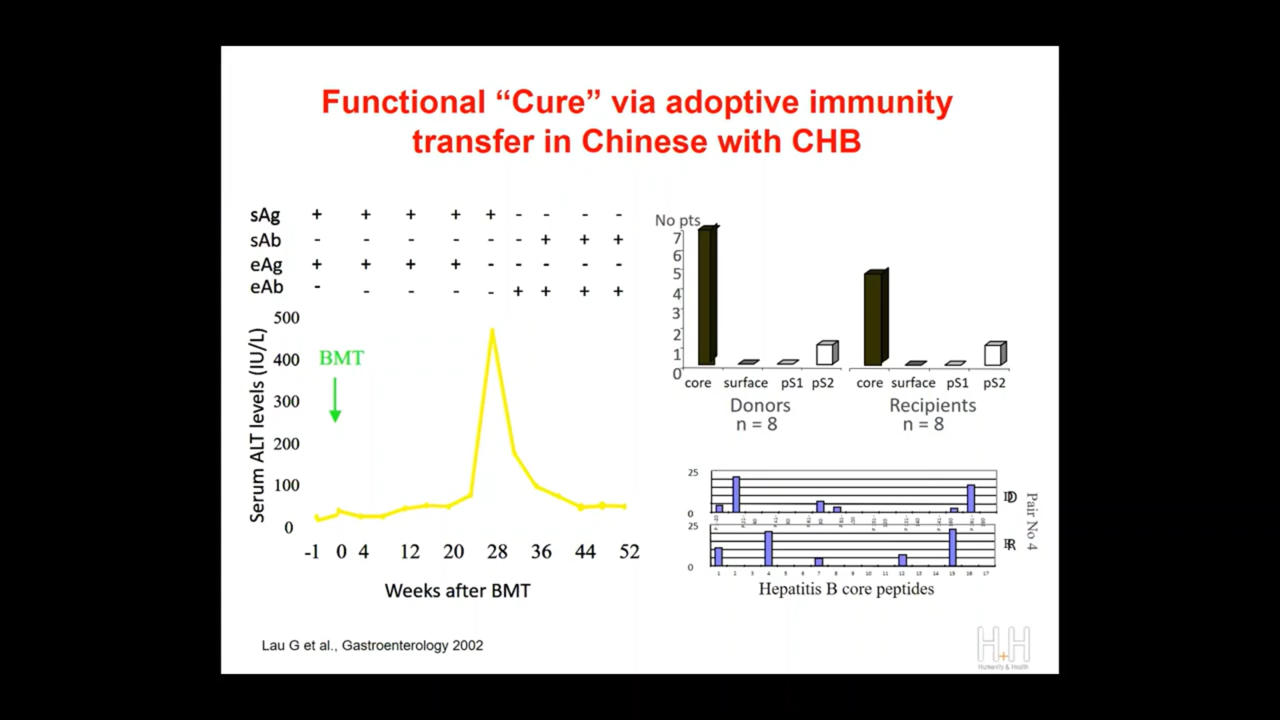 Functional “Cure” via adoptive immunity
transfer in Chinese with CHB
sAg + + + + + - - - -
sAb - - - - - - + + +
eAg + + + + - - - - -
eAb - - - - - + + + +
Serum ALT levels (IU/L)
500
400
300
200
100
0
BMT
-1 0 4 12 20 28 36 44 52
Weeks after BMT
No pts
7
6
5
4
3
2
1
0
core surface pS1 pS2
Donors
n = 8
core surface pS1 pS2
Recipients
n = 8
25
0
25
0
1 2 3 4 5 6 7 8 9 10 11 12 13 14 15 16 17
Pair No 4
Hepatitis B core peptides
Lau G et al., Gastroenterology 2002
H+H
Humanity & Health